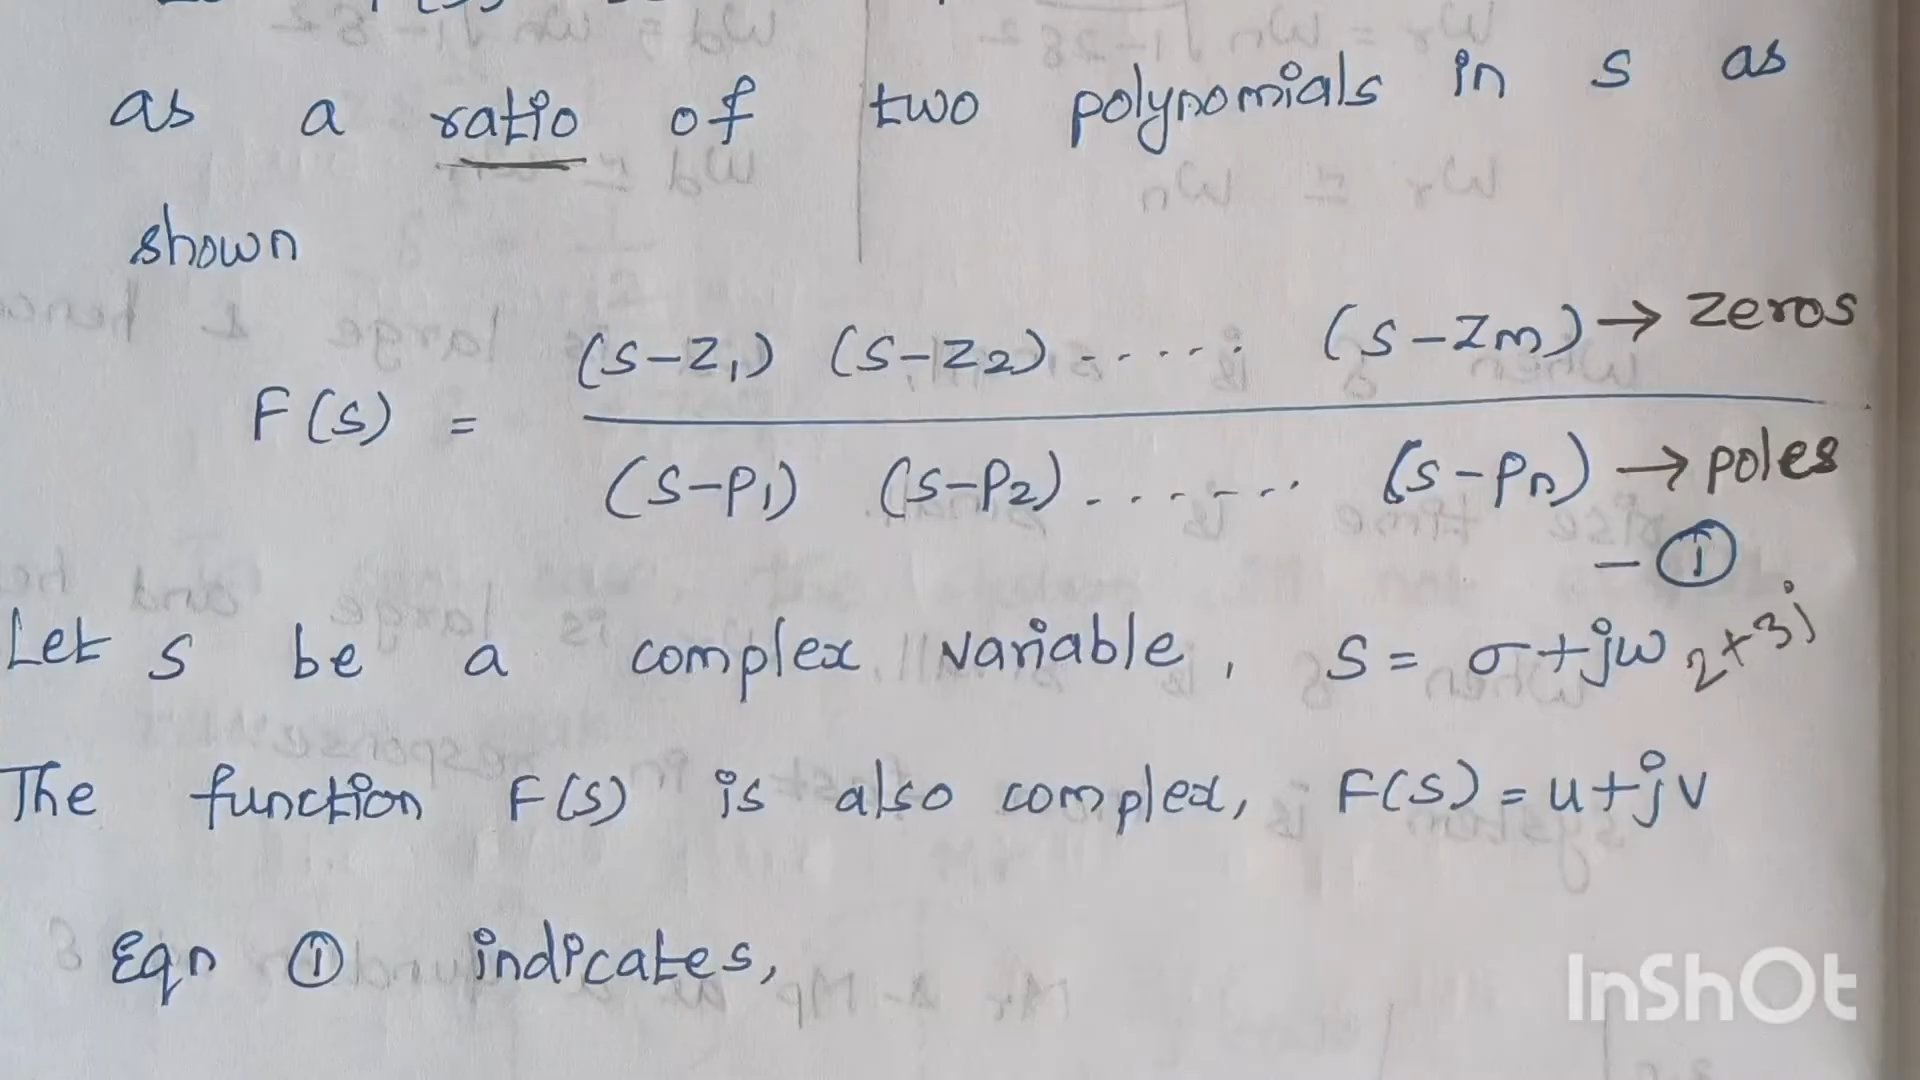 as a ratio of two polynomials in s as
shown
F(s) = (s-z₁) (s-z₂) ...... (s-zm) → zeros
(s-p₁) (s-p₂) ....... (s-pn) → poles
- ①
Let s be a complex variable, s = σ+jω 2+3j
The function F(s) is also complex, F(s) = u+jv
Eqn ① indicates,
InShOt